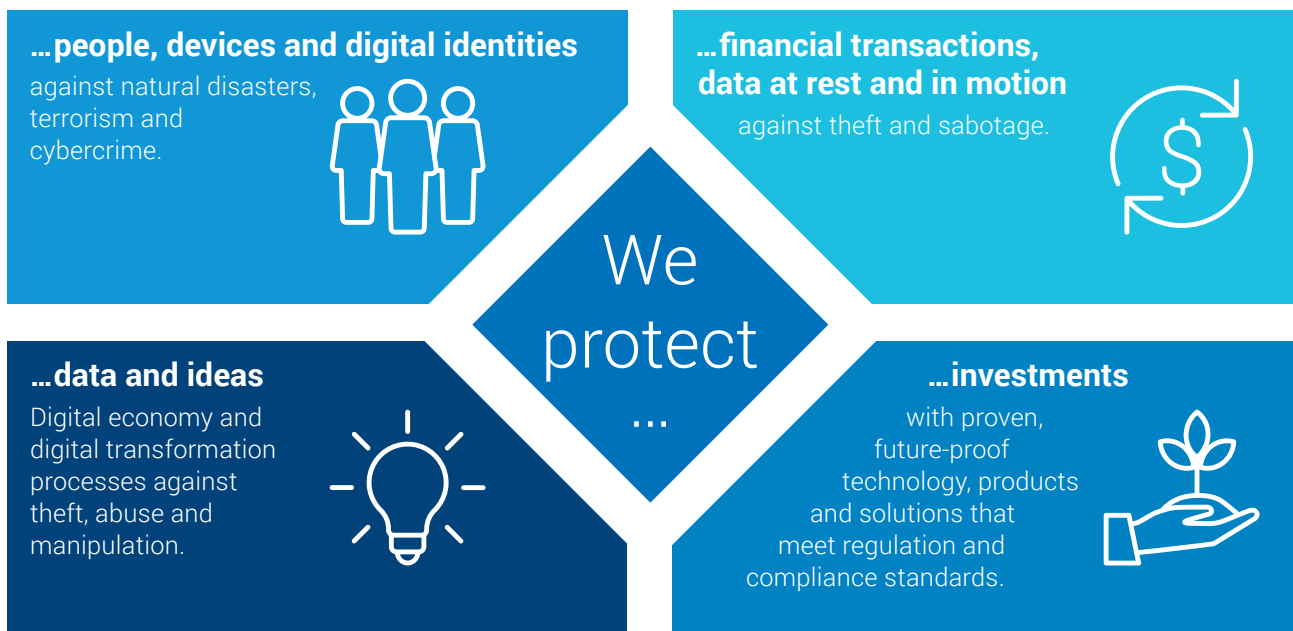 We
protect
...
...people, devices and digital identities
against natural disasters,
terrorism and
cybercrime.
...financial transactions,
data at rest and in motion
against theft and sabotage.
...data and ideas
Digital economy and
digital transformation
processes against
theft, abuse and
manipulation.
...investments
with proven,
future-proof
technology, products
and solutions that
meet regulation and
compliance standards.
$